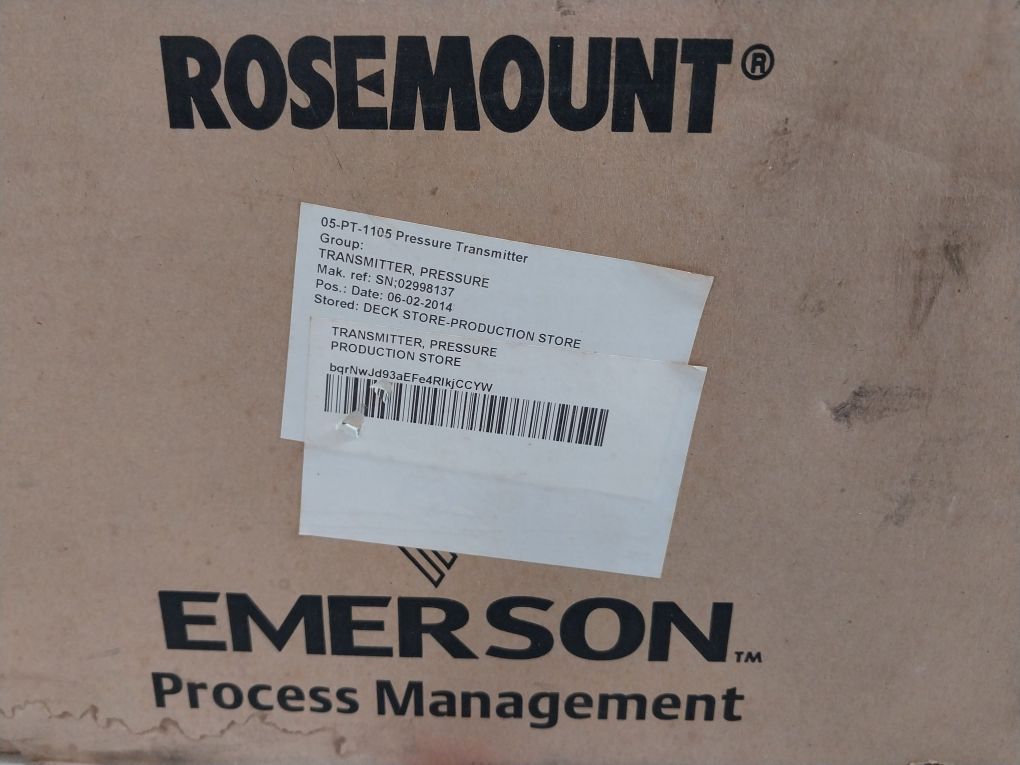 ROSEMOUNT®
05-PT-1105 Pressure Transmitter
Group:
TRANSMITTER, PRESSURE
Mak. ref: SN;02998137
Pos.: Date: 06-02-2014
Stored: DECK STORE-PRODUCTION STORE
TRANSMITTER, PRESSURE
PRODUCTION STORE
bqrNwJd93aEFe4RlkjCCYW
EMERSON™
Process Management